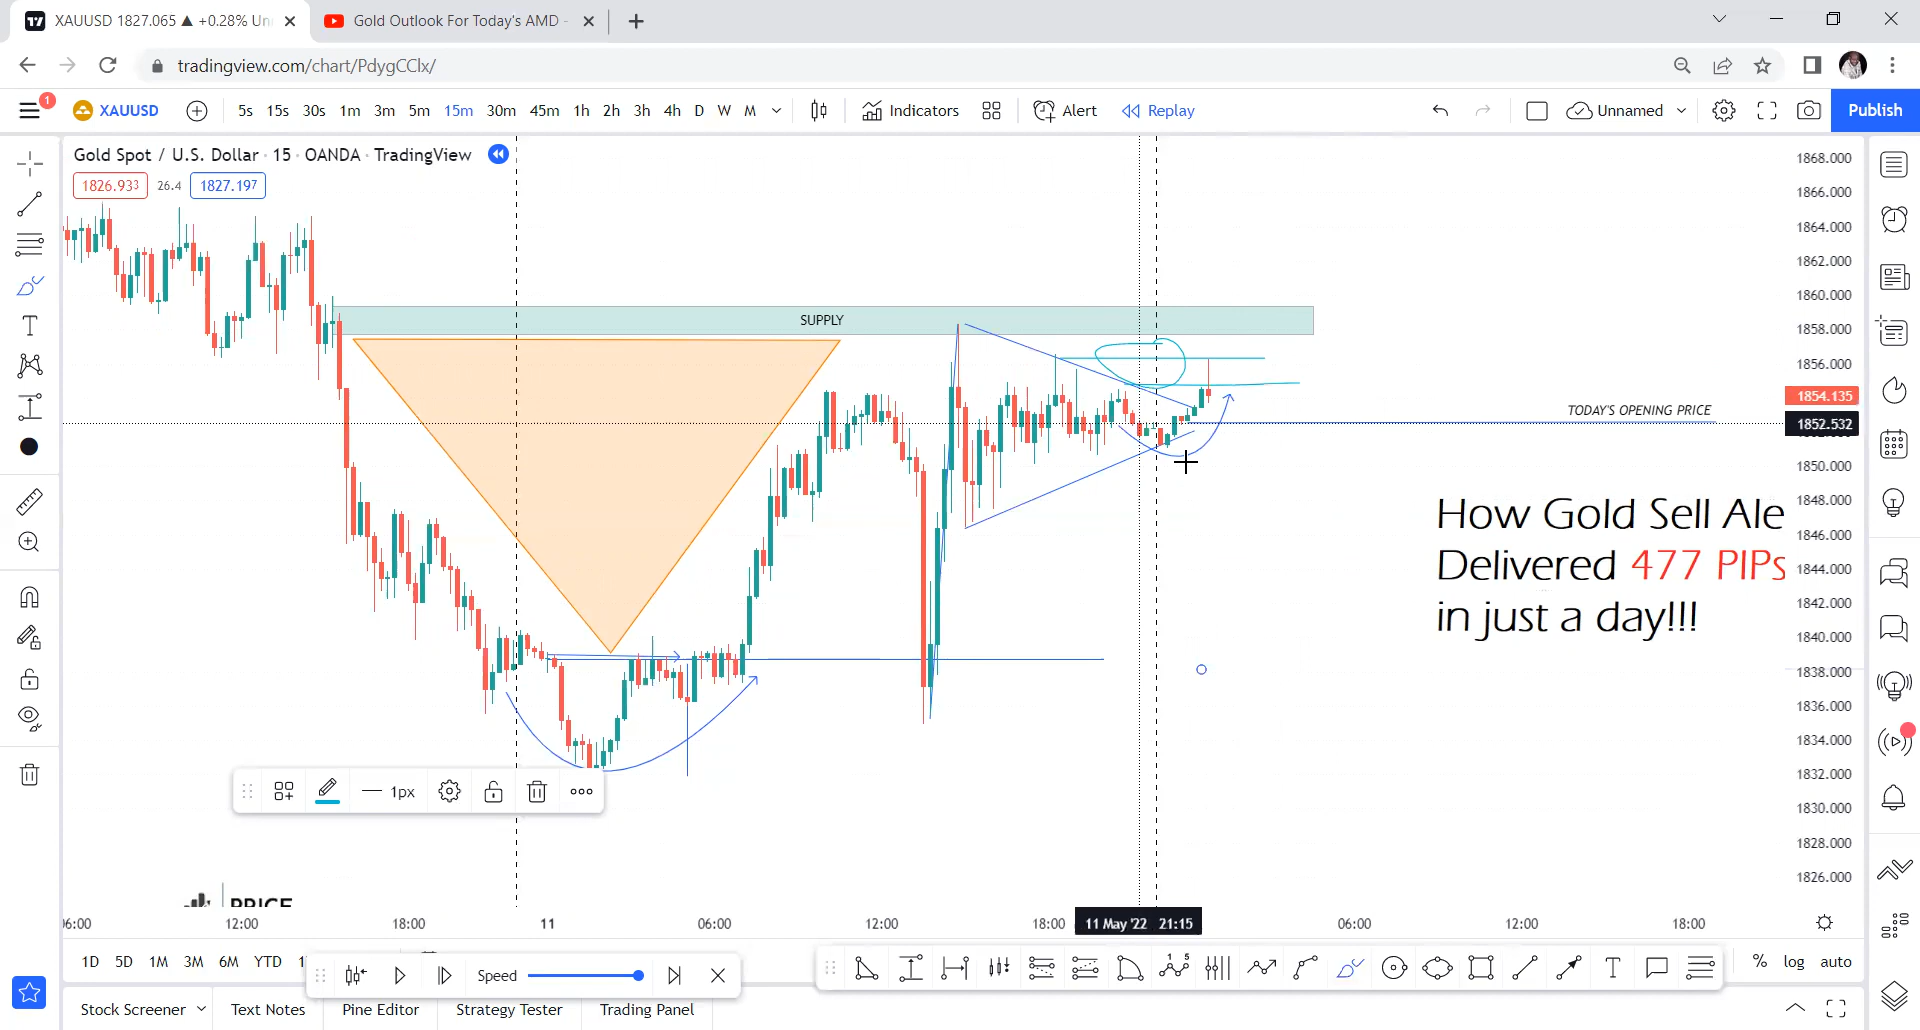 XAUUSD 1827.065 ▲ +0.28% Un
Gold Outlook For Today's AMD -
tradingview.com/chart/PdygCClx/
1
XAUUSD
5s 15s 30s 1m 3m 5m 15m 30m 45m 1h 2h 3h 4h D W M
Indicators
Alert
Replay
Unnamed
Publish
Gold Spot / U.S. Dollar · 15 · OANDA · TradingView
1826.933 26.4 1827.197
SUPPLY
TODAY'S OPENING PRICE
How Gold Sell Ale
Delivered 477 PIPs
in just a day!!!
1868.000
1866.000
1864.000
1862.000
1860.000
1858.000
1856.000
1854.135
1852.532
1850.000
1848.000
1846.000
1844.000
1842.000
1840.000
1838.000
1836.000
1834.000
1832.000
1830.000
1828.000
1826.000
1px
PRICE
06:00 12:00 18:00 11 06:00 12:00 18:00 11 May '22 21:15 06:00 12:00 18:00
1D 5D 1M 3M 6M YTD
Speed
% log auto
Stock Screener Text Notes Pine Editor Strategy Tester Trading Panel